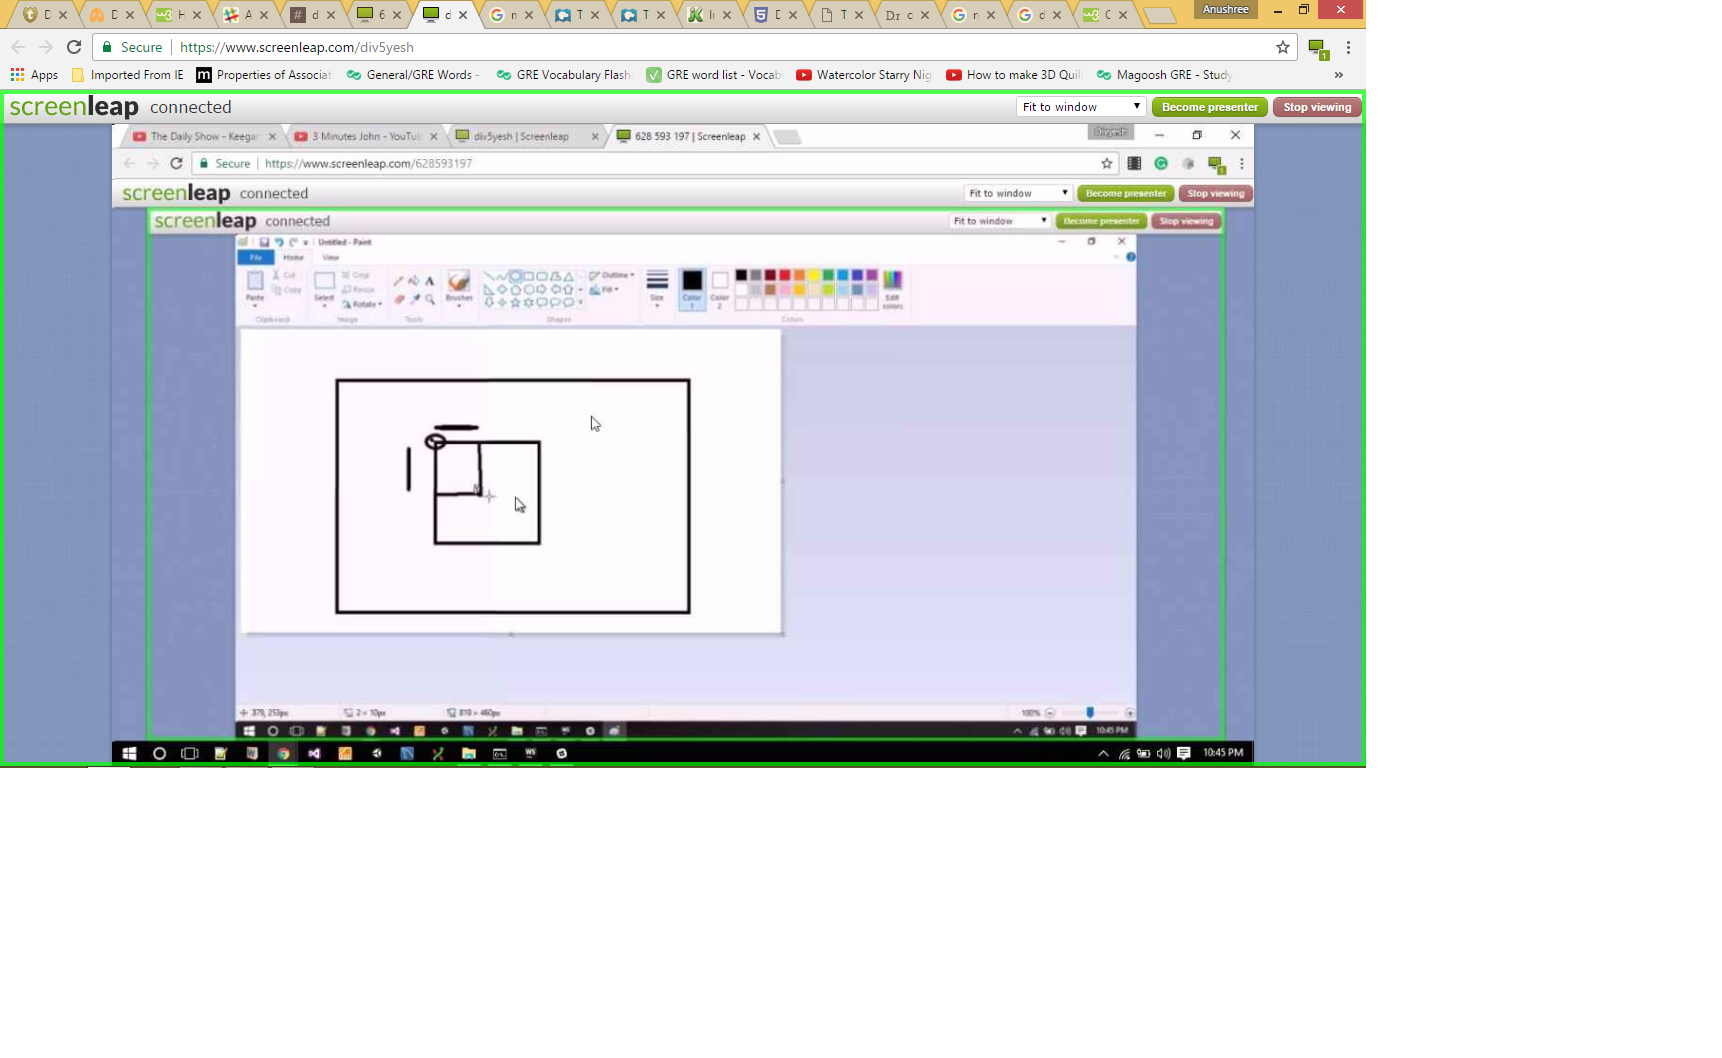 Anushree
Secure https://www.screenleap.com/div5yesh
Apps Imported From IE Properties of Associat General/GRE Words - GRE Vocabulary Flash GRE word list - Vocab Watercolor Starry Nig How to make 3D Quil Magoosh GRE - Study »
screenleap connected Fit to window Become presenter Stop viewing
The Daily Show - Keega 3 Minutes John - YouTu div5yesh | Screenleap 628 593 197 | Screenleap Divyesh
Secure https://www.screenleap.com/628593197
screenleap connected Fit to window Become presenter Stop viewing
screenleap connected Fit to window Become presenter Stop viewing
Untitled - Paint
File Home View
Cut Crop A Outline
Copy Resize Fill
Paste Select Rotate Brushes Size Color 1 Color 2 Edit colors
Clipboard Image Tools Shapes Colors
379, 253px 2 × 10px 819 × 460px 100%
10:45 PM
10:45 PM